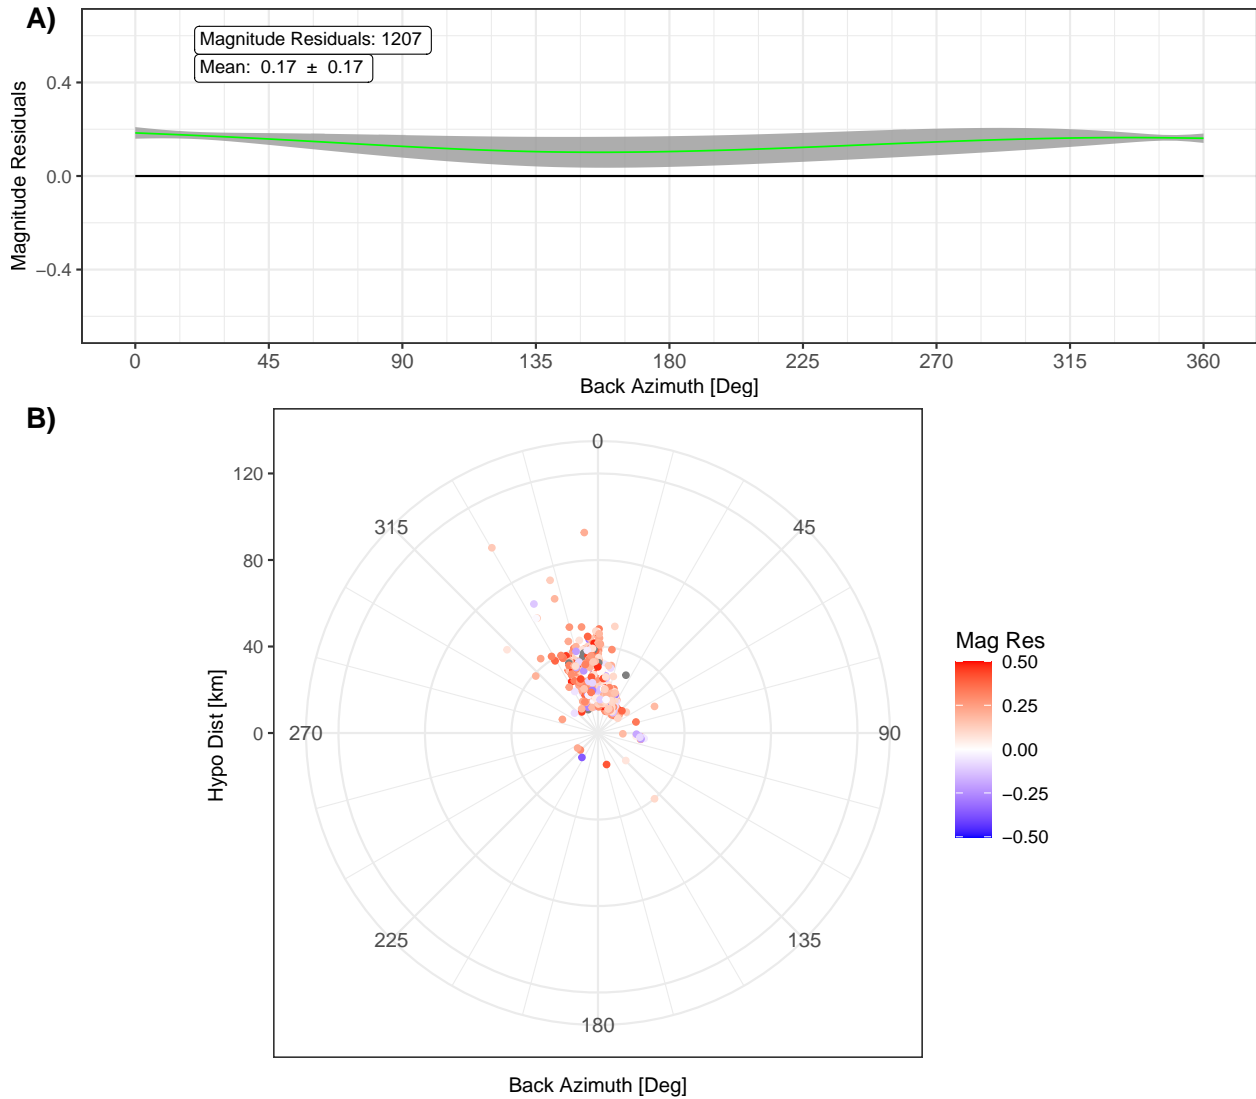 A)
Magnitude Residuals: 1207
Mean:  0.17  ±  0.17
Magnitude Residuals
0.4
0.0
−0.4
0 45 90 135 180 225 270 315 360
Back Azimuth [Deg]
B)
Hypo Dist [km]
120
80
40
0
0
45
90
135
180
225
270
315
Back Azimuth [Deg]
Mag Res
0.50
0.25
0.00
−0.25
−0.50